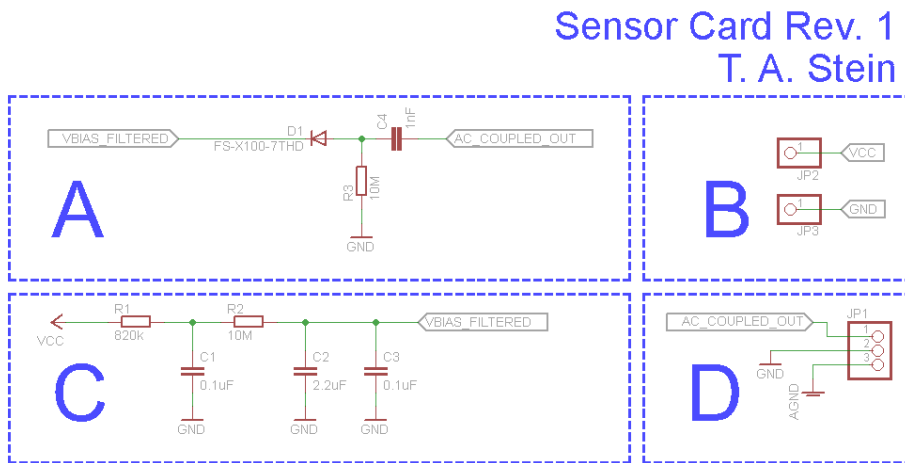 Sensor Card Rev. 1
T. A. Stein
VBIAS_FILTERED
D1
FS-X100-7THD
C4
1nF
AC_COUPLED_OUT
R3
10M
GND
A
1
VCC
JP2
1
GND
JP3
B
VCC
R1
820k
R2
10M
VBIAS_FILTERED
C1
0.1uF
C2
2.2uF
C3
0.1uF
GND
GND
GND
C
AC_COUPLED_OUT
JP1
1
2
3
GND
AGND
D